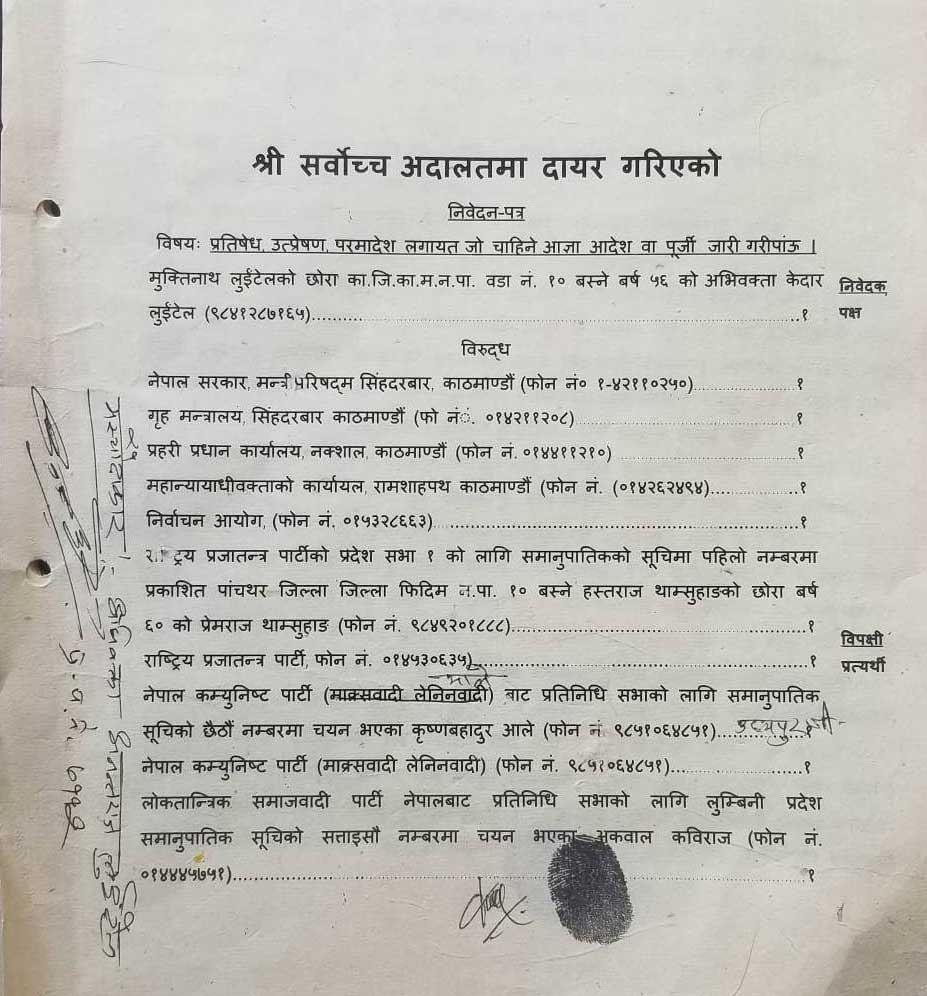 श्री सर्वोच्च अदालतमा दायर गरिएको
निवेदन-पत्र
विषयः प्रतिषेध, उत्प्रेषण, परमादेश लगायत जो चाहिने आज्ञा आदेश वा पूर्जी जारी गरीपांऊ ।
मुक्तिनाथ लुईटेलको छोरा का.जि.का.म.न.पा. वडा नं. १० बस्ने बर्ष ५६ को अभिवक्ता केदार
लुईटेल (९८४१२८७१६५)...१
निवेदक
पक्ष
विरुद्ध
नेपाल सरकार, मन्त्रीपरिषद्म सिंहदरबार, काठमाण्डौं (फोन नं० १-४२११०२५०)...१
गृह मन्त्रालय, सिंहदरबार काठमाण्डौं (फो नंं. ०१४२११२०८)...१
प्रहरी प्रधान कार्यालय, नक्शाल, काठमाण्डौं (फोन नं. ०१४४११२१०)...१
महान्यायाधीवक्ताको कार्यायल, रामशाहपथ काठमाण्डौं (फोन नं. (०१४२६२४९४)...१
निर्वाचन आयोग, (फोन नं. ०१५३२८६६३)...१
रा ट्रिय प्रजातन्त्र पार्टीको प्रदेश सभा १ को लागि समानुपातिकको सूचिमा पहिलो नम्बरमा
प्रकाशित पांचथर जिल्ला जिल्ला फिदिम न.पा. १० बस्ने हस्तराज थाम्सुहाङको छोरा बर्ष
६० को प्रेमराज थाम्सुहाङ (फोन नं. ९८४९२०१८८८)...१
विपक्षी
प्रत्यर्थी
राष्ट्रिय प्रजातन्त्र पार्टी, फोन नं. ०१४५३०६३५)...१
माले
नेपाल कम्युनिष्ट पार्टी (माक्र्सवादी लेनिनवादी) बाट प्रतिनिधि सभाको लागि समानुपातिक
सूचिको छैठौं नम्बरमा चयन भएका कृष्णबहादुर आले (फोन नं ९८५१०६४८५१)...१
नेपाल कम्युनिष्ट पार्टी (माक्र्सवादी लेनिनवादी) (फोन नं. ९८५१०६४८५१)...१
लोकतान्त्रिक समाजवादी पार्टी नेपालबाट प्रतिनिधि सभाको लागि लुम्बिनी प्रदेश
समानुपातिक सूचिको सत्ताइसौ नम्बरमा चयन भएका अकवाल कविराज (फोन नं.
०१४४४५७५१)...१